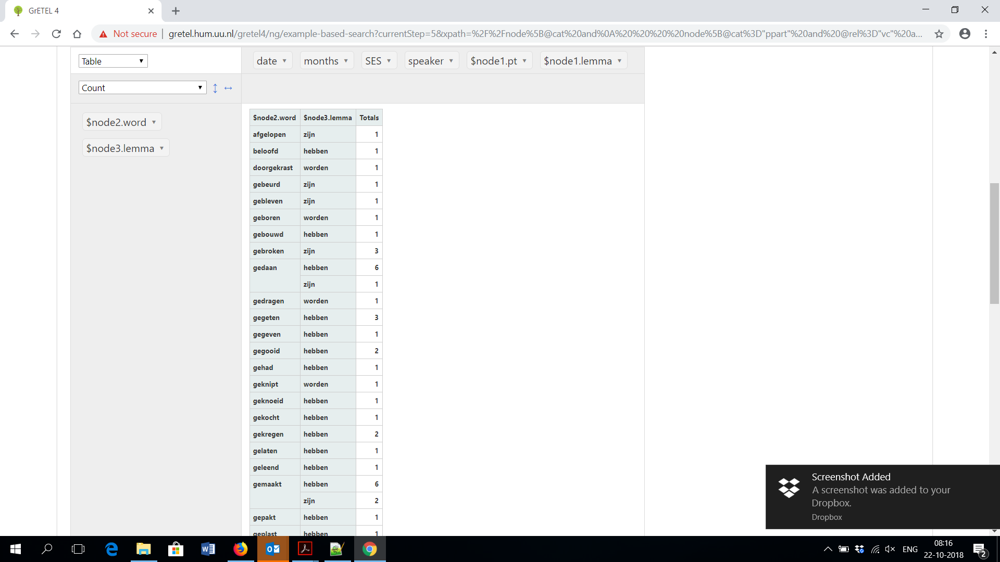 GrETEL 4
Not secure | gretel.hum.uu.nl/gretel4/ng/example-based-search?currentStep=5&xpath=%2F%2Fnode%5B@cat%20and%0A%20%20%20%20node%5B@cat%3D"ppart"%20and%20@rel%3D"vc"%20a...
Table date months SES speaker $node1.pt $node1.lemma
Count
$node2.word
$node3.lemma
$node2.word $node3.lemma Totals
afgelopen zijn 1
beloofd hebben 1
doorgekrast worden 1
gebeurd zijn 1
gebleven zijn 1
geboren worden 1
gebouwd hebben 1
gebroken zijn 3
gedaan hebben 6
zijn 1
gedragen worden 1
gegeten hebben 3
gegeven hebben 1
gegooid hebben 2
gehad hebben 1
geknipt worden 1
geknoeid hebben 1
gekocht hebben 1
gekregen hebben 2
gelaten hebben 1
geleend hebben 1
gemaakt hebben 6
zijn 2
gepakt hebben 1
geplast hebben 1
Screenshot Added
A screenshot was added to your
Dropbox.
Dropbox
ENG
08:16
22-10-2018
2